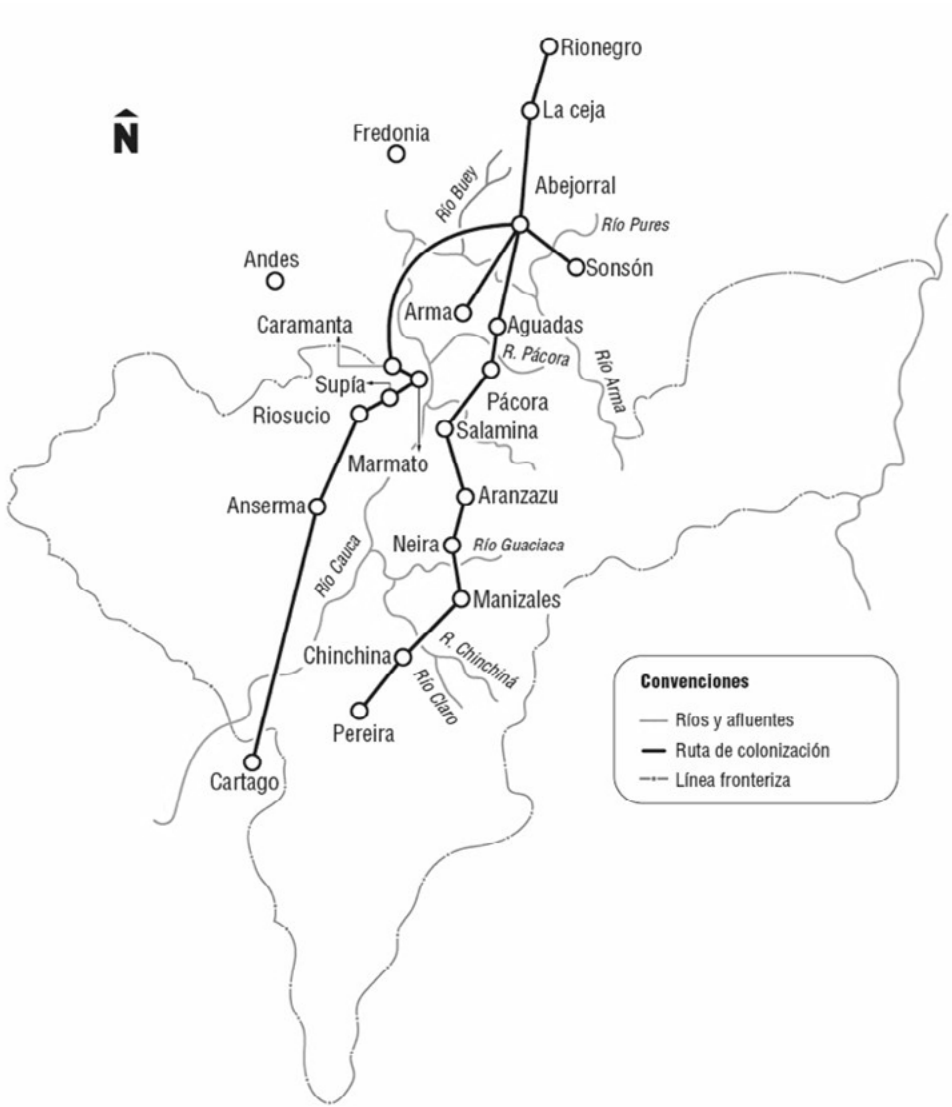 Rionegro
N
La ceja
Fredonia
Río Buey
Abejorral
Río Pures
Andes
Sonsón
Arma
Aguadas
Caramanta
R. Pácora
Río Arma
Supía
Riosucio
Pácora
Salamina
Marmato
Anserma
Aranzazu
Río Cauca
Neira
Río Guaciaca
Manizales
Chinchina
R. Chinchiná
Río Claro
Pereira
Cartago
Convenciones
Ríos y afluentes
Ruta de colonización
Línea fronteriza